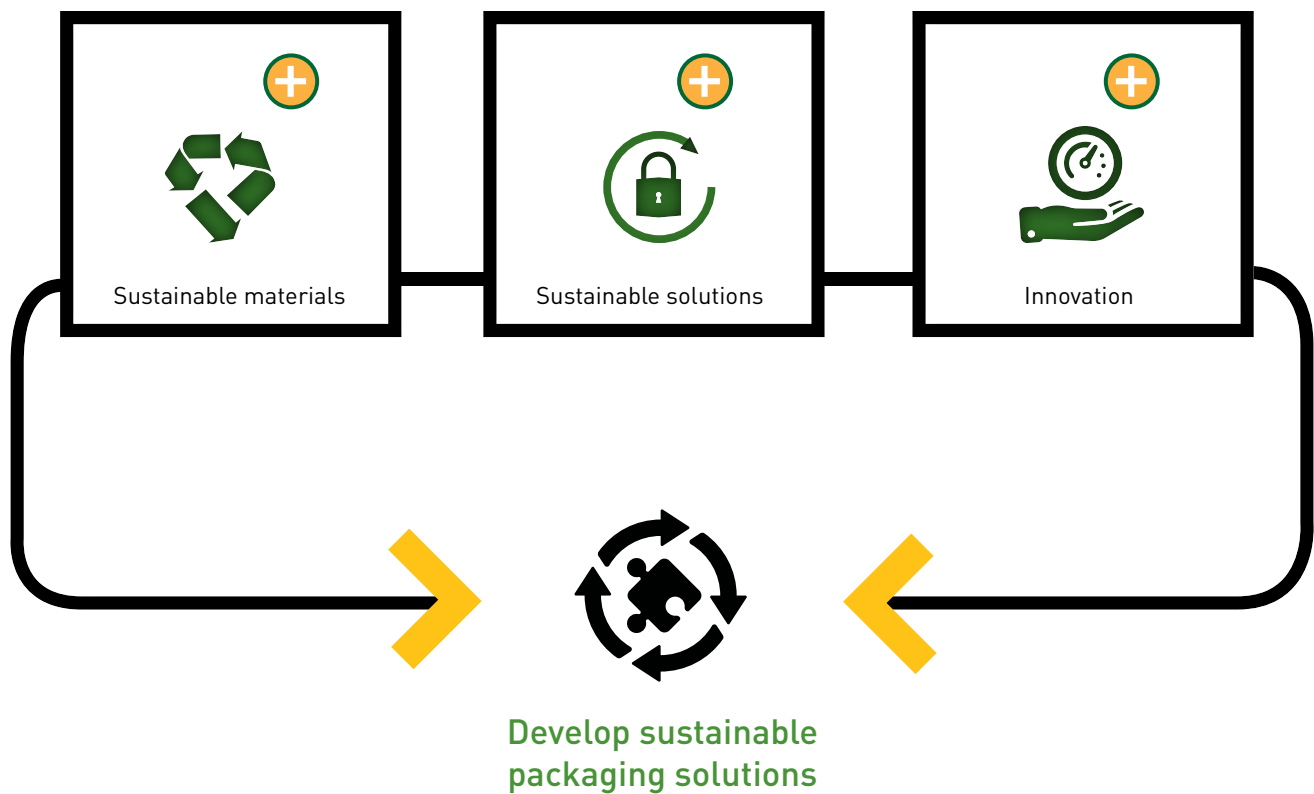 Sustainable materials
Sustainable solutions
Innovation
Develop sustainable
packaging solutions